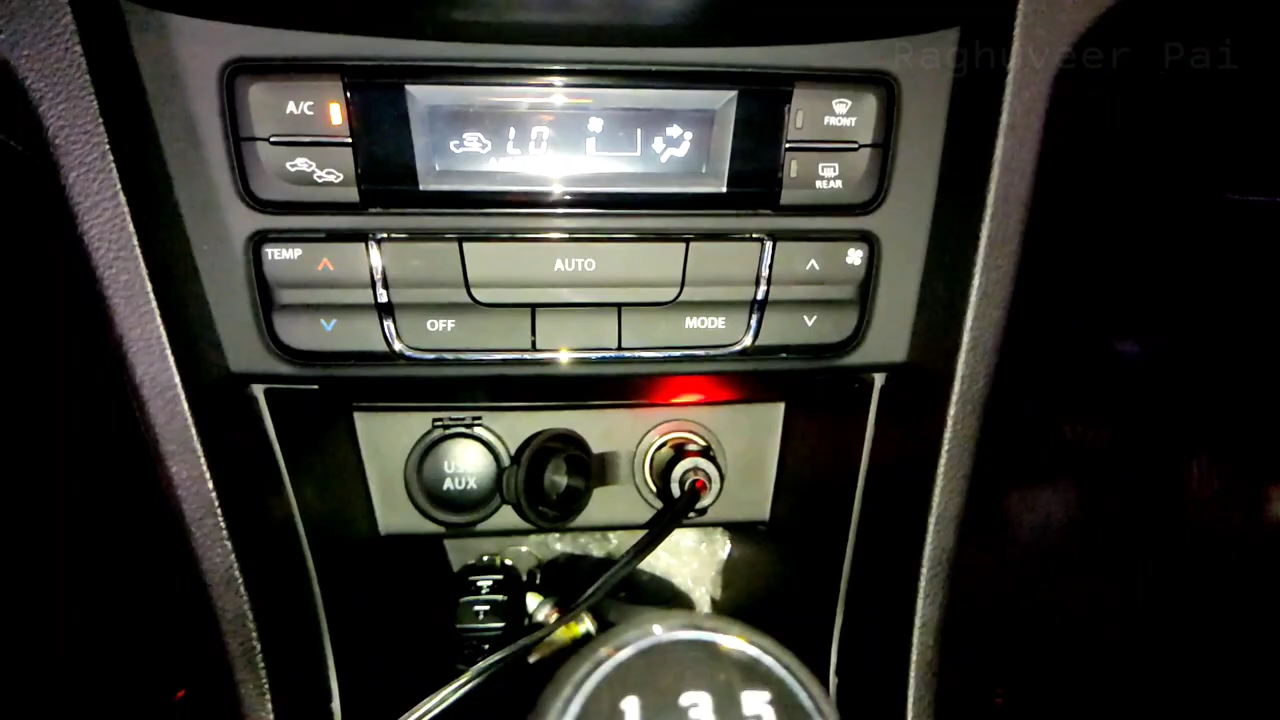 Raghuveer Pai
A/C
LO
FRONT
REAR
TEMP
AUTO
OFF
MODE
USB
AUX
1 3 5